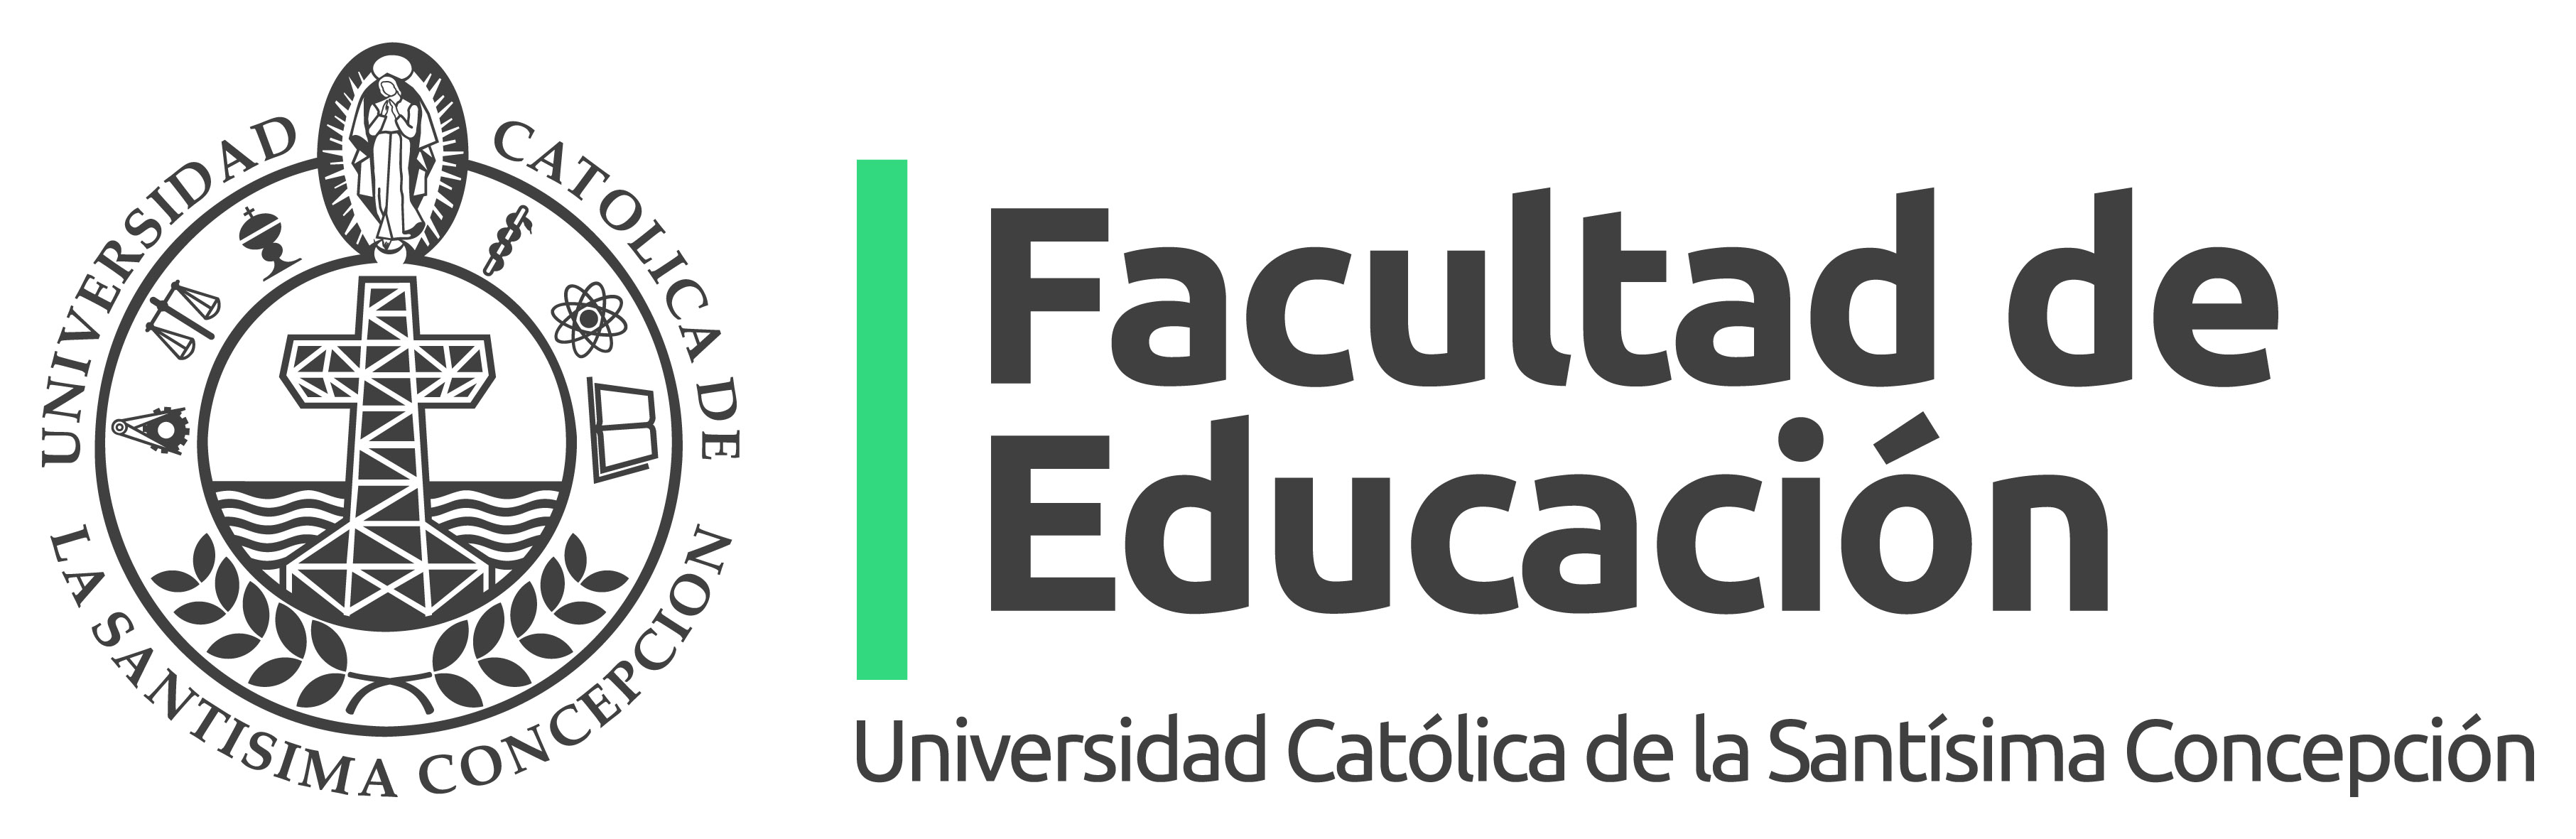 UNIVERSIDAD CATOLICA DE
LA SANTISIMA CONCEPCION
Facultad de
Educación
Universidad Católica de la Santísima Concepción